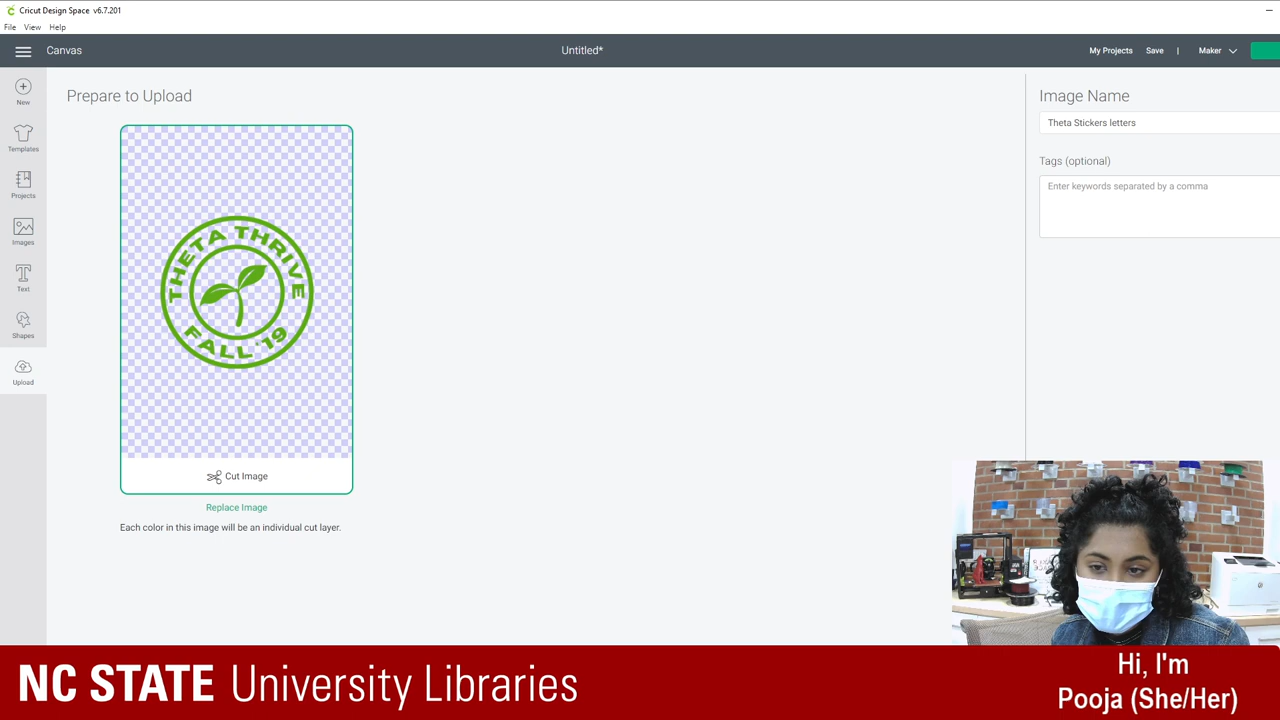 Cricut Design Space v6.7.201
File View Help
Canvas
Untitled*
My Projects Save | Maker
New
Templates
Projects
Images
Text
Shapes
Upload
Prepare to Upload
THETA THRIVE
FALL '19
Cut Image
Replace Image
Each color in this image will be an individual cut layer.
Image Name
Theta Stickers letters
Tags (optional)
Enter keywords separated by a comma
NC STATE University Libraries
Hi, I'm
Pooja (She/Her)